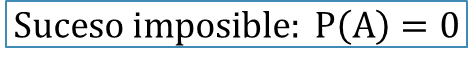 Suceso imposible: P(A) = 0